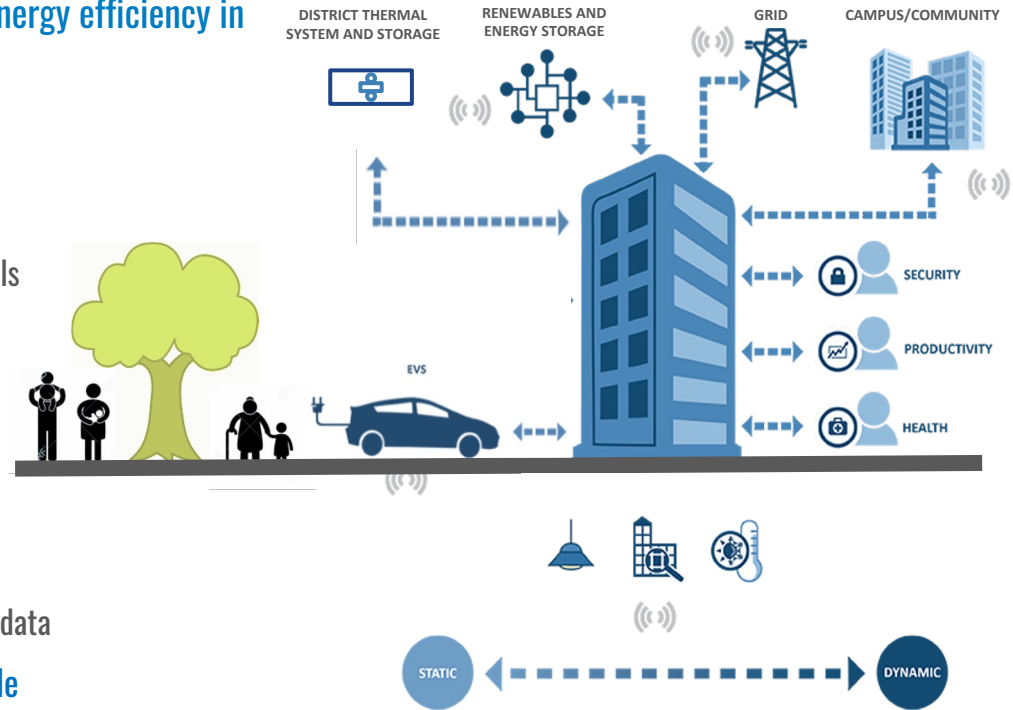 nergy efficiency in
DISTRICT THERMAL
SYSTEM AND STORAGE
RENEWABLES AND
ENERGY STORAGE
GRID
CAMPUS/COMMUNITY
ls
SECURITY
PRODUCTIVITY
EVS
HEALTH
data
le
STATIC
DYNAMIC